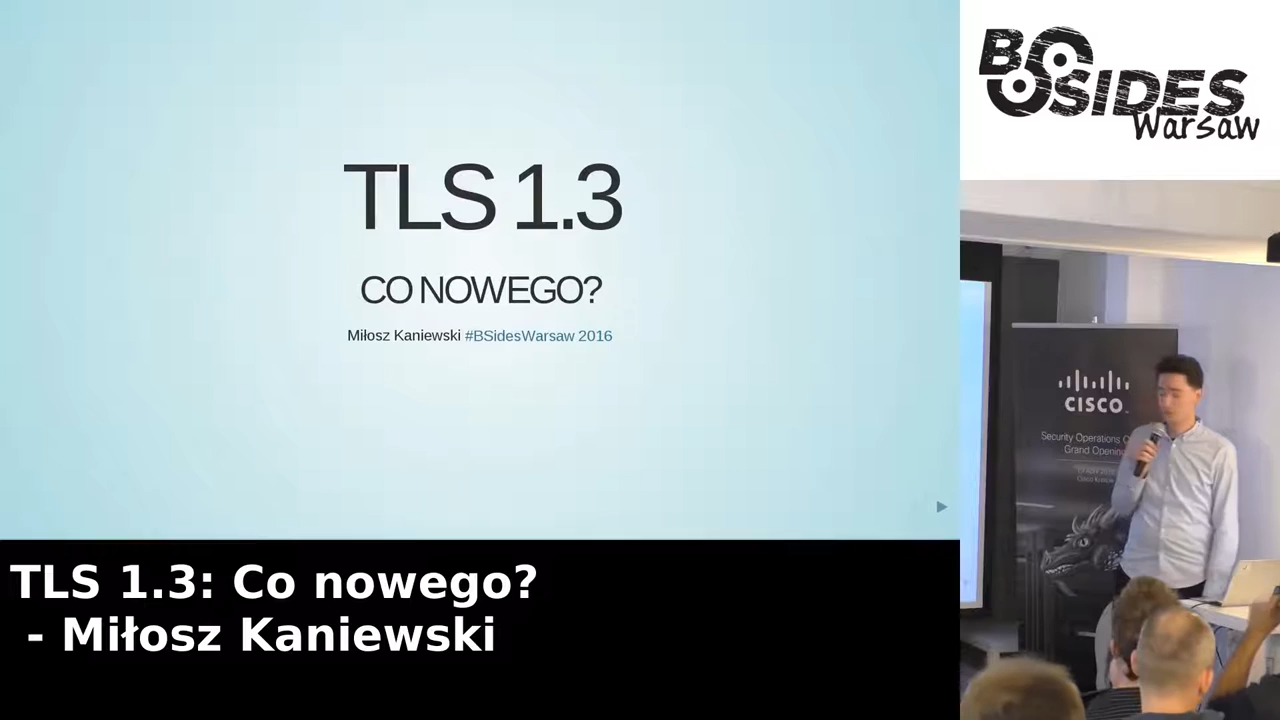 TLS 1.3
CO NOWEGO?
Miłosz Kaniewski #BSidesWarsaw 2016
BSIDES
Warsaw
CISCO
Security Operations
Grand Opening
TLS 1.3: Co nowego?
- Miłosz Kaniewski